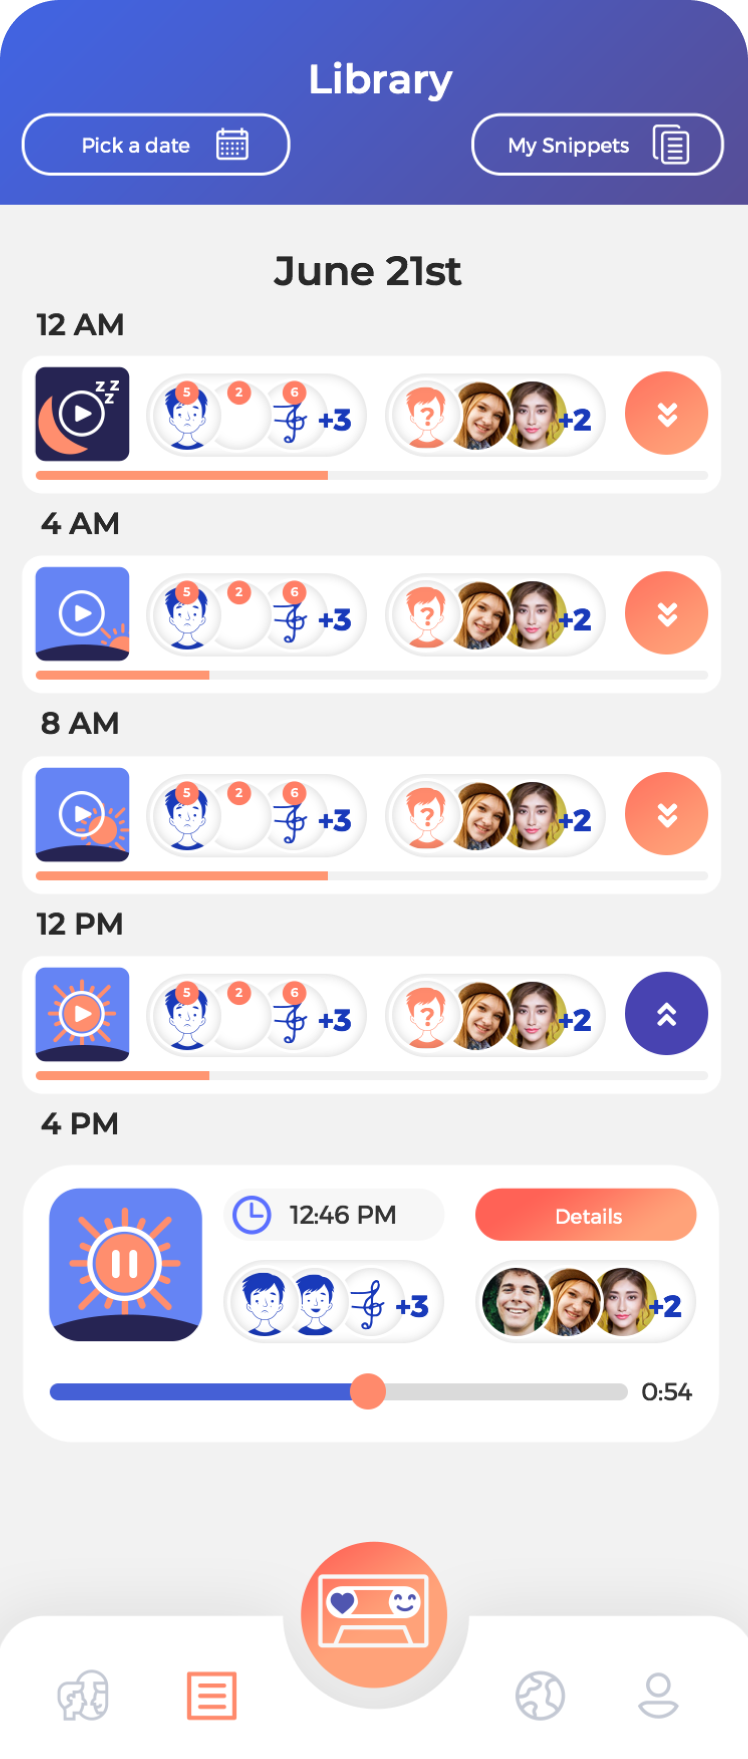 Library
Pick a date
My Snippets
June 21st
12 AM
z z z
5 2 6 +3 ? +2
4 AM
5 2 6 +3 ? +2
8 AM
5 2 6 +3 ? +2
12 PM
5 2 6 +3 ? +2
4 PM
12:46 PM Details
+3 +2
0:54